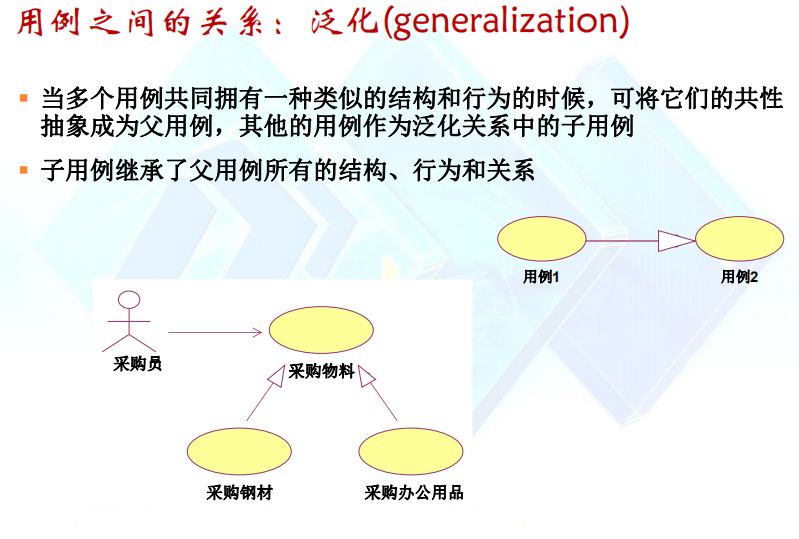 用例之间的关系：泛化(generalization)
当多个用例共同拥有一种类似的结构和行为的时候，可将它们的共性
抽象成为父用例，其他的用例作为泛化关系中的子用例
子用例继承了父用例所有的结构、行为和关系
用例1
用例2
采购员
采购物料
采购钢材
采购办公用品